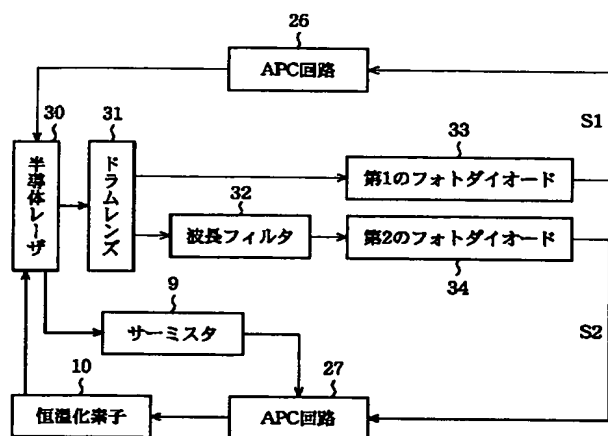 26
APC回路
30
31
S1
33
半導体レーザ
ドラムレンズ
第1のフォトダイオード
32
波長フィルタ
第2のフォトダイオード
34
9
サーミスタ
S2
10
27
恒温化素子
APC回路